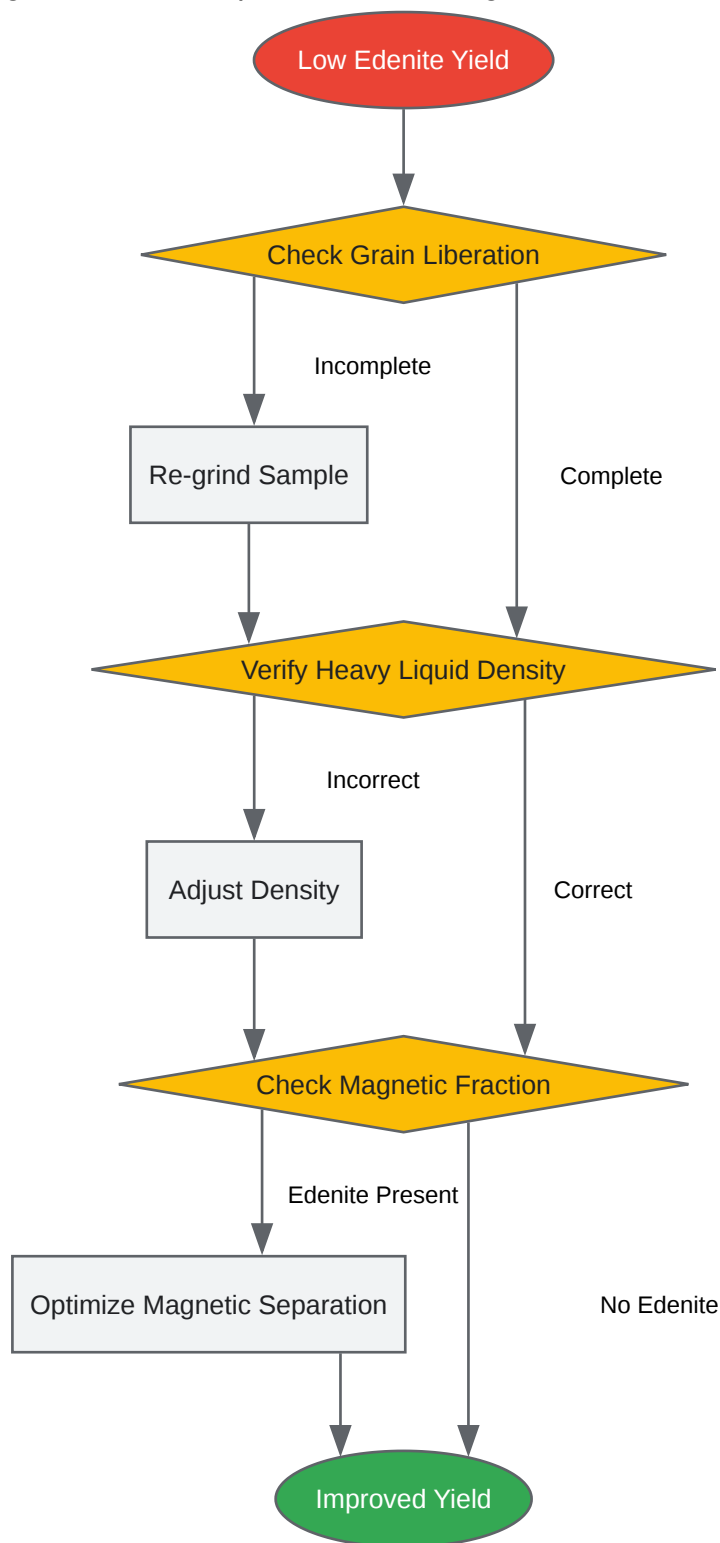 Low Edenite Yield
Check Grain Liberation
Incomplete
Re-grind Sample
Complete
Verify Heavy Liquid Density
Incorrect
Adjust Density
Correct
Check Magnetic Fraction
Edenite Present
Optimize Magnetic Separation
No Edenite
Improved Yield